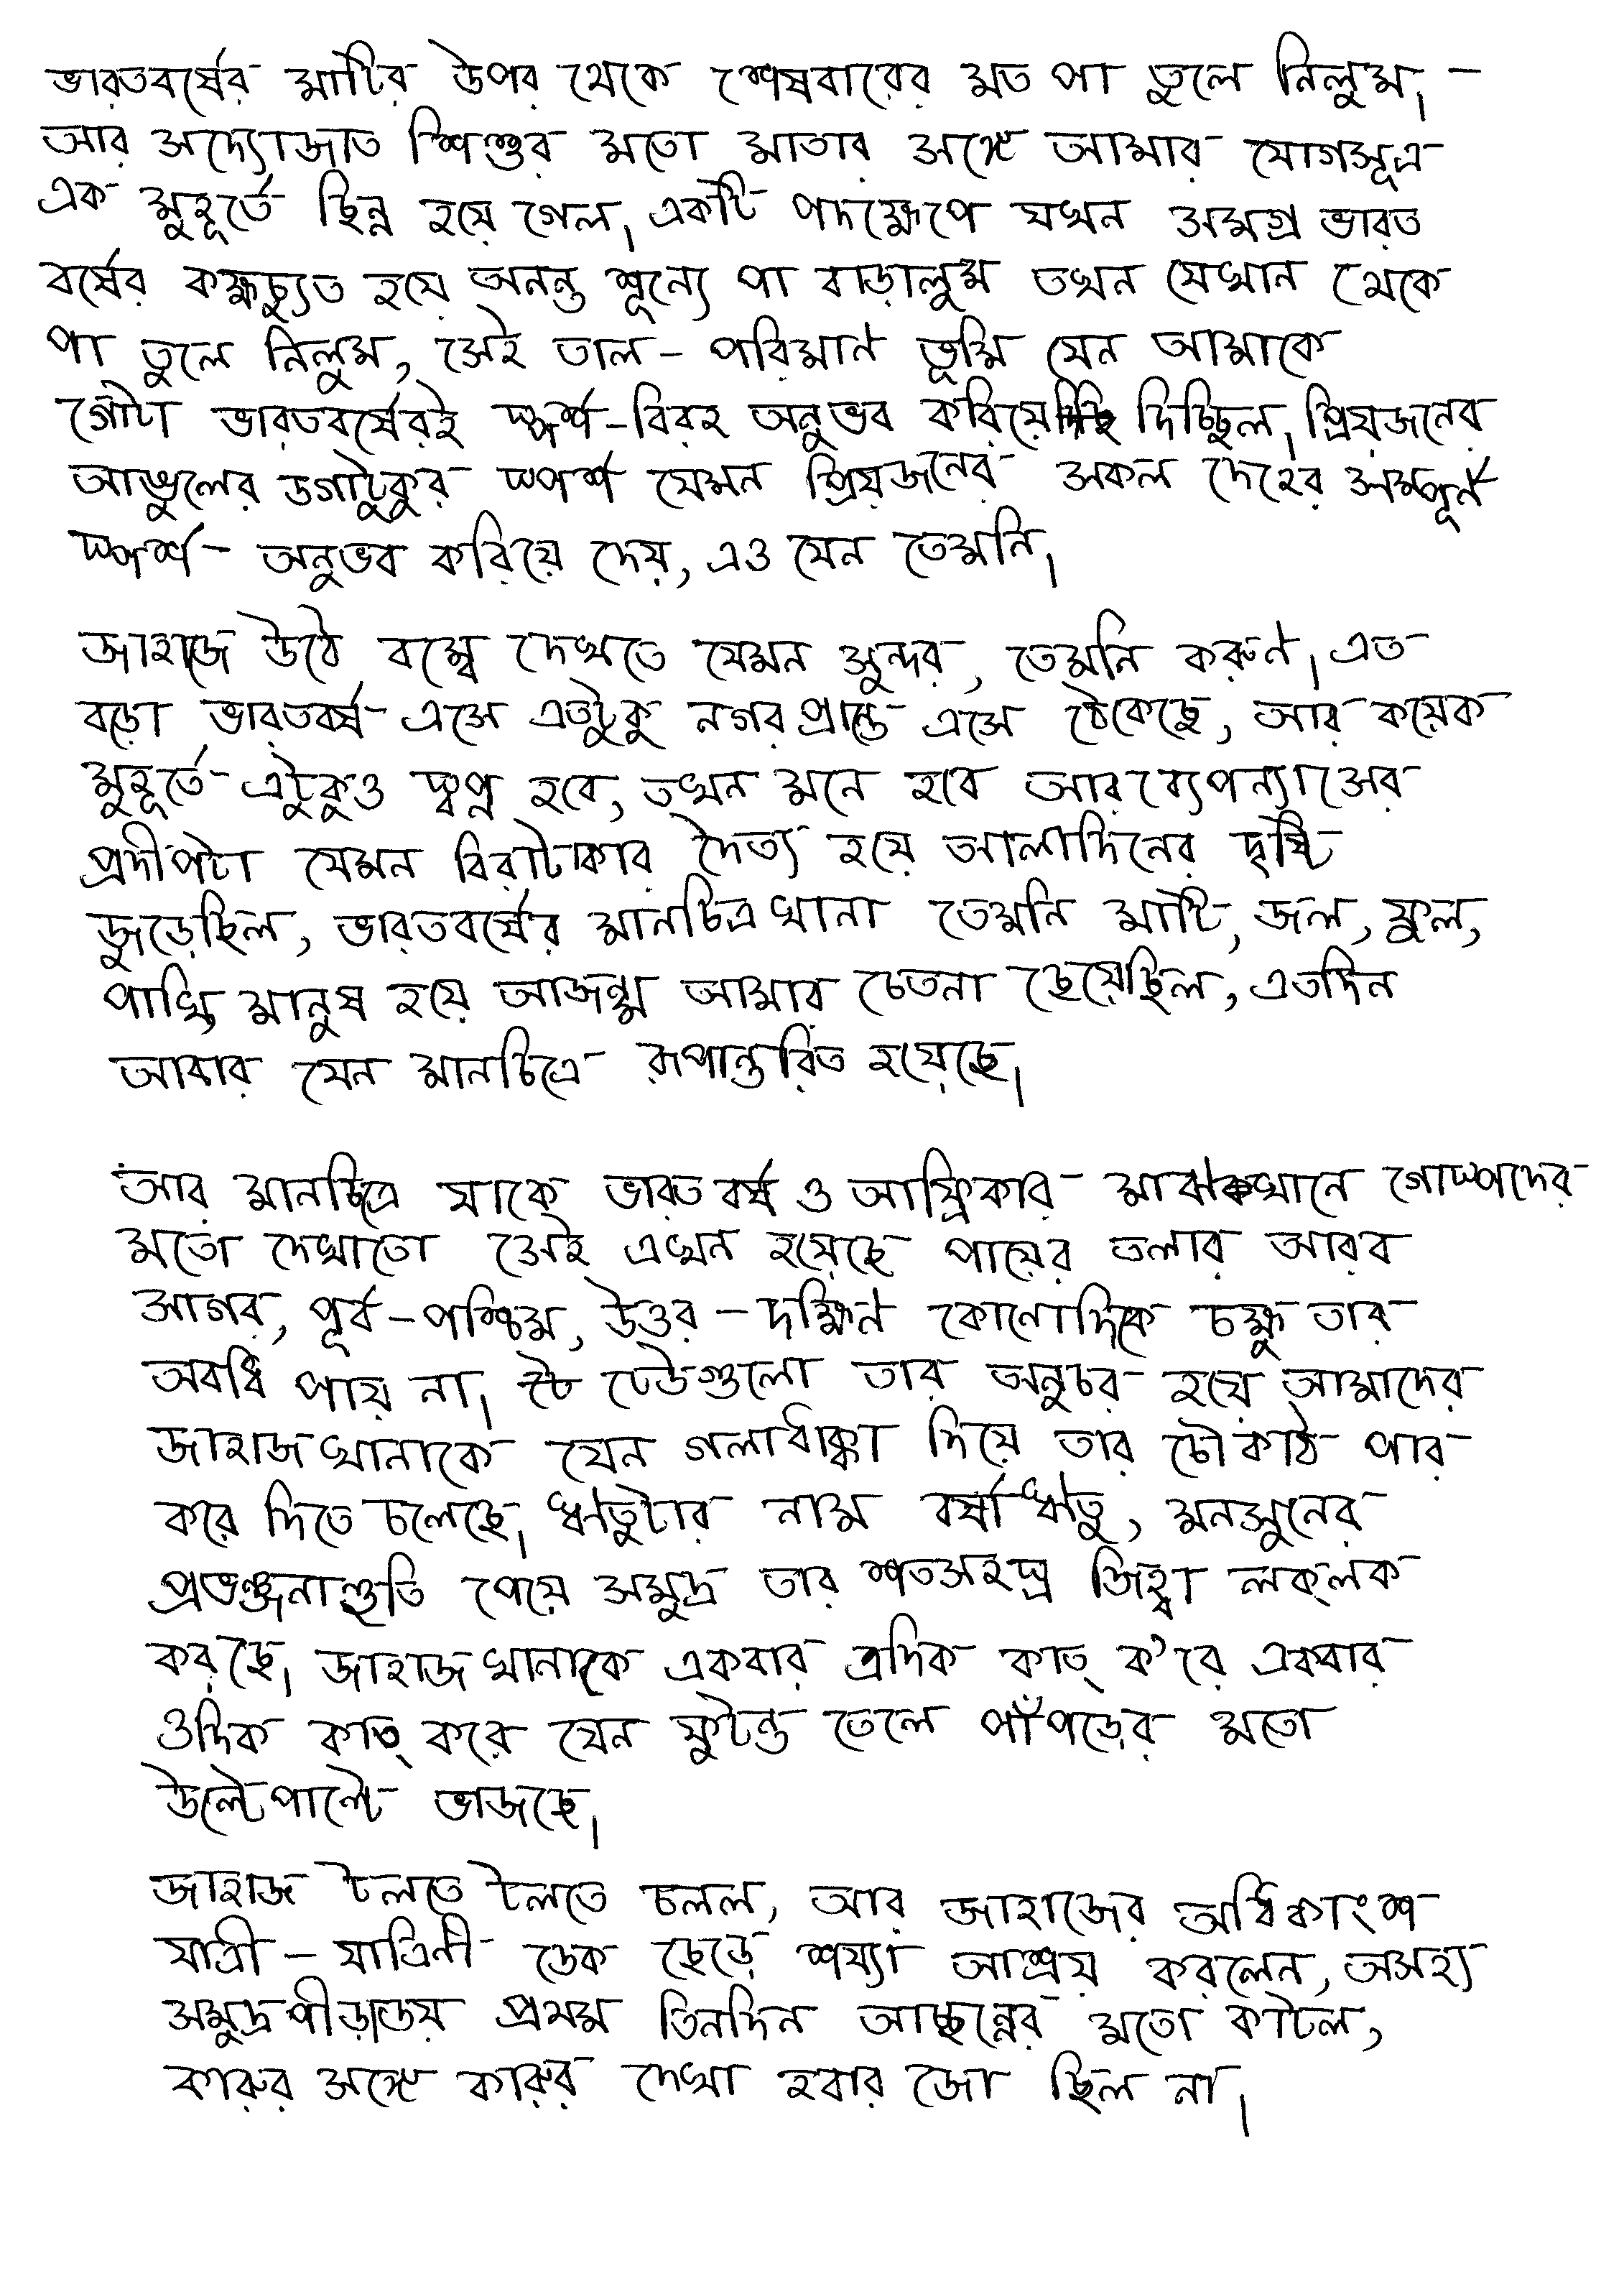 ভারতবর্ষের মাটির উপর থেকে শেষবারের মত পা তুলে নিলুম। -
আর সদ্যোজাত শিশুর মতো মাতার সঙ্গে আমার যোগসূত্র
এক মুহূর্তে ছিন্ন হয়ে গেল। একটি পদক্ষেপে যখন সমগ্র ভারত
বর্ষের কক্ষচ্যুত হয়ে অনন্ত শূন্যে পা বাড়ালুম তখন যেখান থেকে
পা তুলে নিলুম, সেই তাল - পরিমাণ ভূমি যেন আমাকে
গোটা ভারতবর্ষেরই স্পর্শ - বিরহ অনুভব করিয়ে দিচ্ছিল। প্রিয়জনের
আঙুলের ডগাটুকুর স্পর্শ যেমন প্রিয়জনের সকল দেহের সম্পূর্ণ
স্পর্শ - অনুভব করিয়ে দেয়, এও যেন তেমনি।
জাহাজে উঠে বম্বে দেখতে যেমন সুন্দর, তেমনি করুণ। এত
বড়ো ভারতবর্ষ এসে এতটুকু নগরপ্রান্তে এসে ঠেকেছে, আর কয়েক
মুহূর্তে এটুকুও স্বপ্ন হবে, তখন মনে হবে আরব্যেপন্যাসের
প্রদীপটা যেমন বিরাটাকার দৈত্য হয়ে আলাদিনের দৃষ্টি
জুড়েছিল, ভারতবর্ষের মানচিত্রখানা তেমনি মাটি, জল, ফুল,
পাখি, মানুষ হয়ে আজন্ম আমার চেতনা ছেয়েছিল, এতদিন
আবার যেন মানচিত্রে রূপান্তরিত হয়েছে।
আর মানচিত্রে যাকে ভারতবর্ষ ও আফ্রিকার মাঝখানে গোস্পদের
মতো দেখাতো সেই এখন হয়েছে পায়ের তলার আরব
সাগর, পূর্ব - পশ্চিম, উত্তর - দক্ষিণ কোনোদিকে চক্ষু তার
অবধি পায় না। ঢেউগুলো তার অনুচর হয়ে আমাদের
জাহাজখানাকে যেন গলাধাক্কা দিয়ে তার চৌকাঠ পার
করে দিতে চলেছে। ঋতুটার নাম বর্ষা ঋতু, মনসুনের
প্রভঞ্জনাহুতি পেয়ে সমুদ্র তার শতসহস্র জিহ্বা লক্‌লক
করছে। জাহাজখানাকে একবার এদিক কাত্ ক'রে একবার
ওদিক কাত্ করে যেন ফুটন্ত তেলে পাঁপড়ের মতো
উল্টেপাল্টে ভাজছে।
জাহাজ টলতে টলতে চলল, আর জাহাজের অধিকাংশ
যাত্রী - যাত্রিনী ডেক ছেড়ে শয্যা আশ্রয় করলেন, অসহ্য
সমুদ্রপীড়ায় প্রথম তিনদিন আচ্ছন্নের মতো কাটল,
কারুর সঙ্গে কারুর দেখা হবার জো ছিল না।